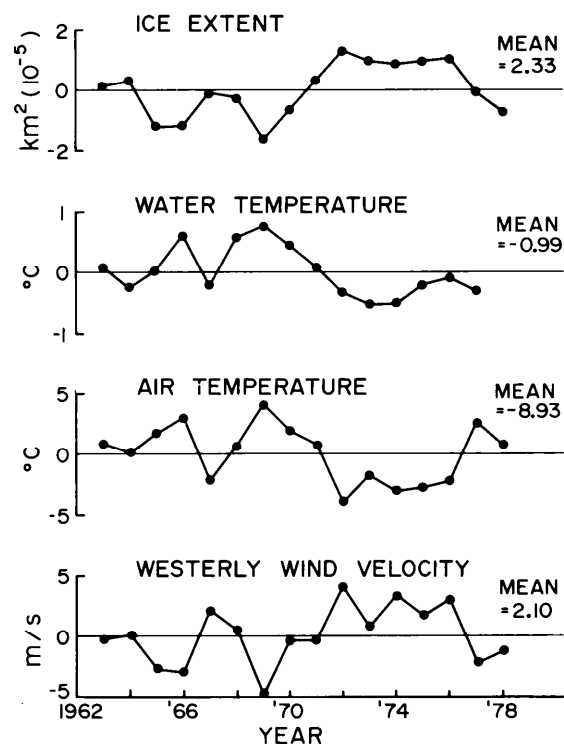 ICE EXTENT
MEAN
=2.33
km² (10⁻⁵)
2
0
-2
WATER TEMPERATURE
MEAN
=-0.99
°C
1
0
-1
AIR TEMPERATURE
MEAN
=-8.93
°C
5
0
-5
WESTERLY WIND VELOCITY
MEAN
=2.10
m/s
5
0
-5
1962 '66 '70 '74 '78
YEAR